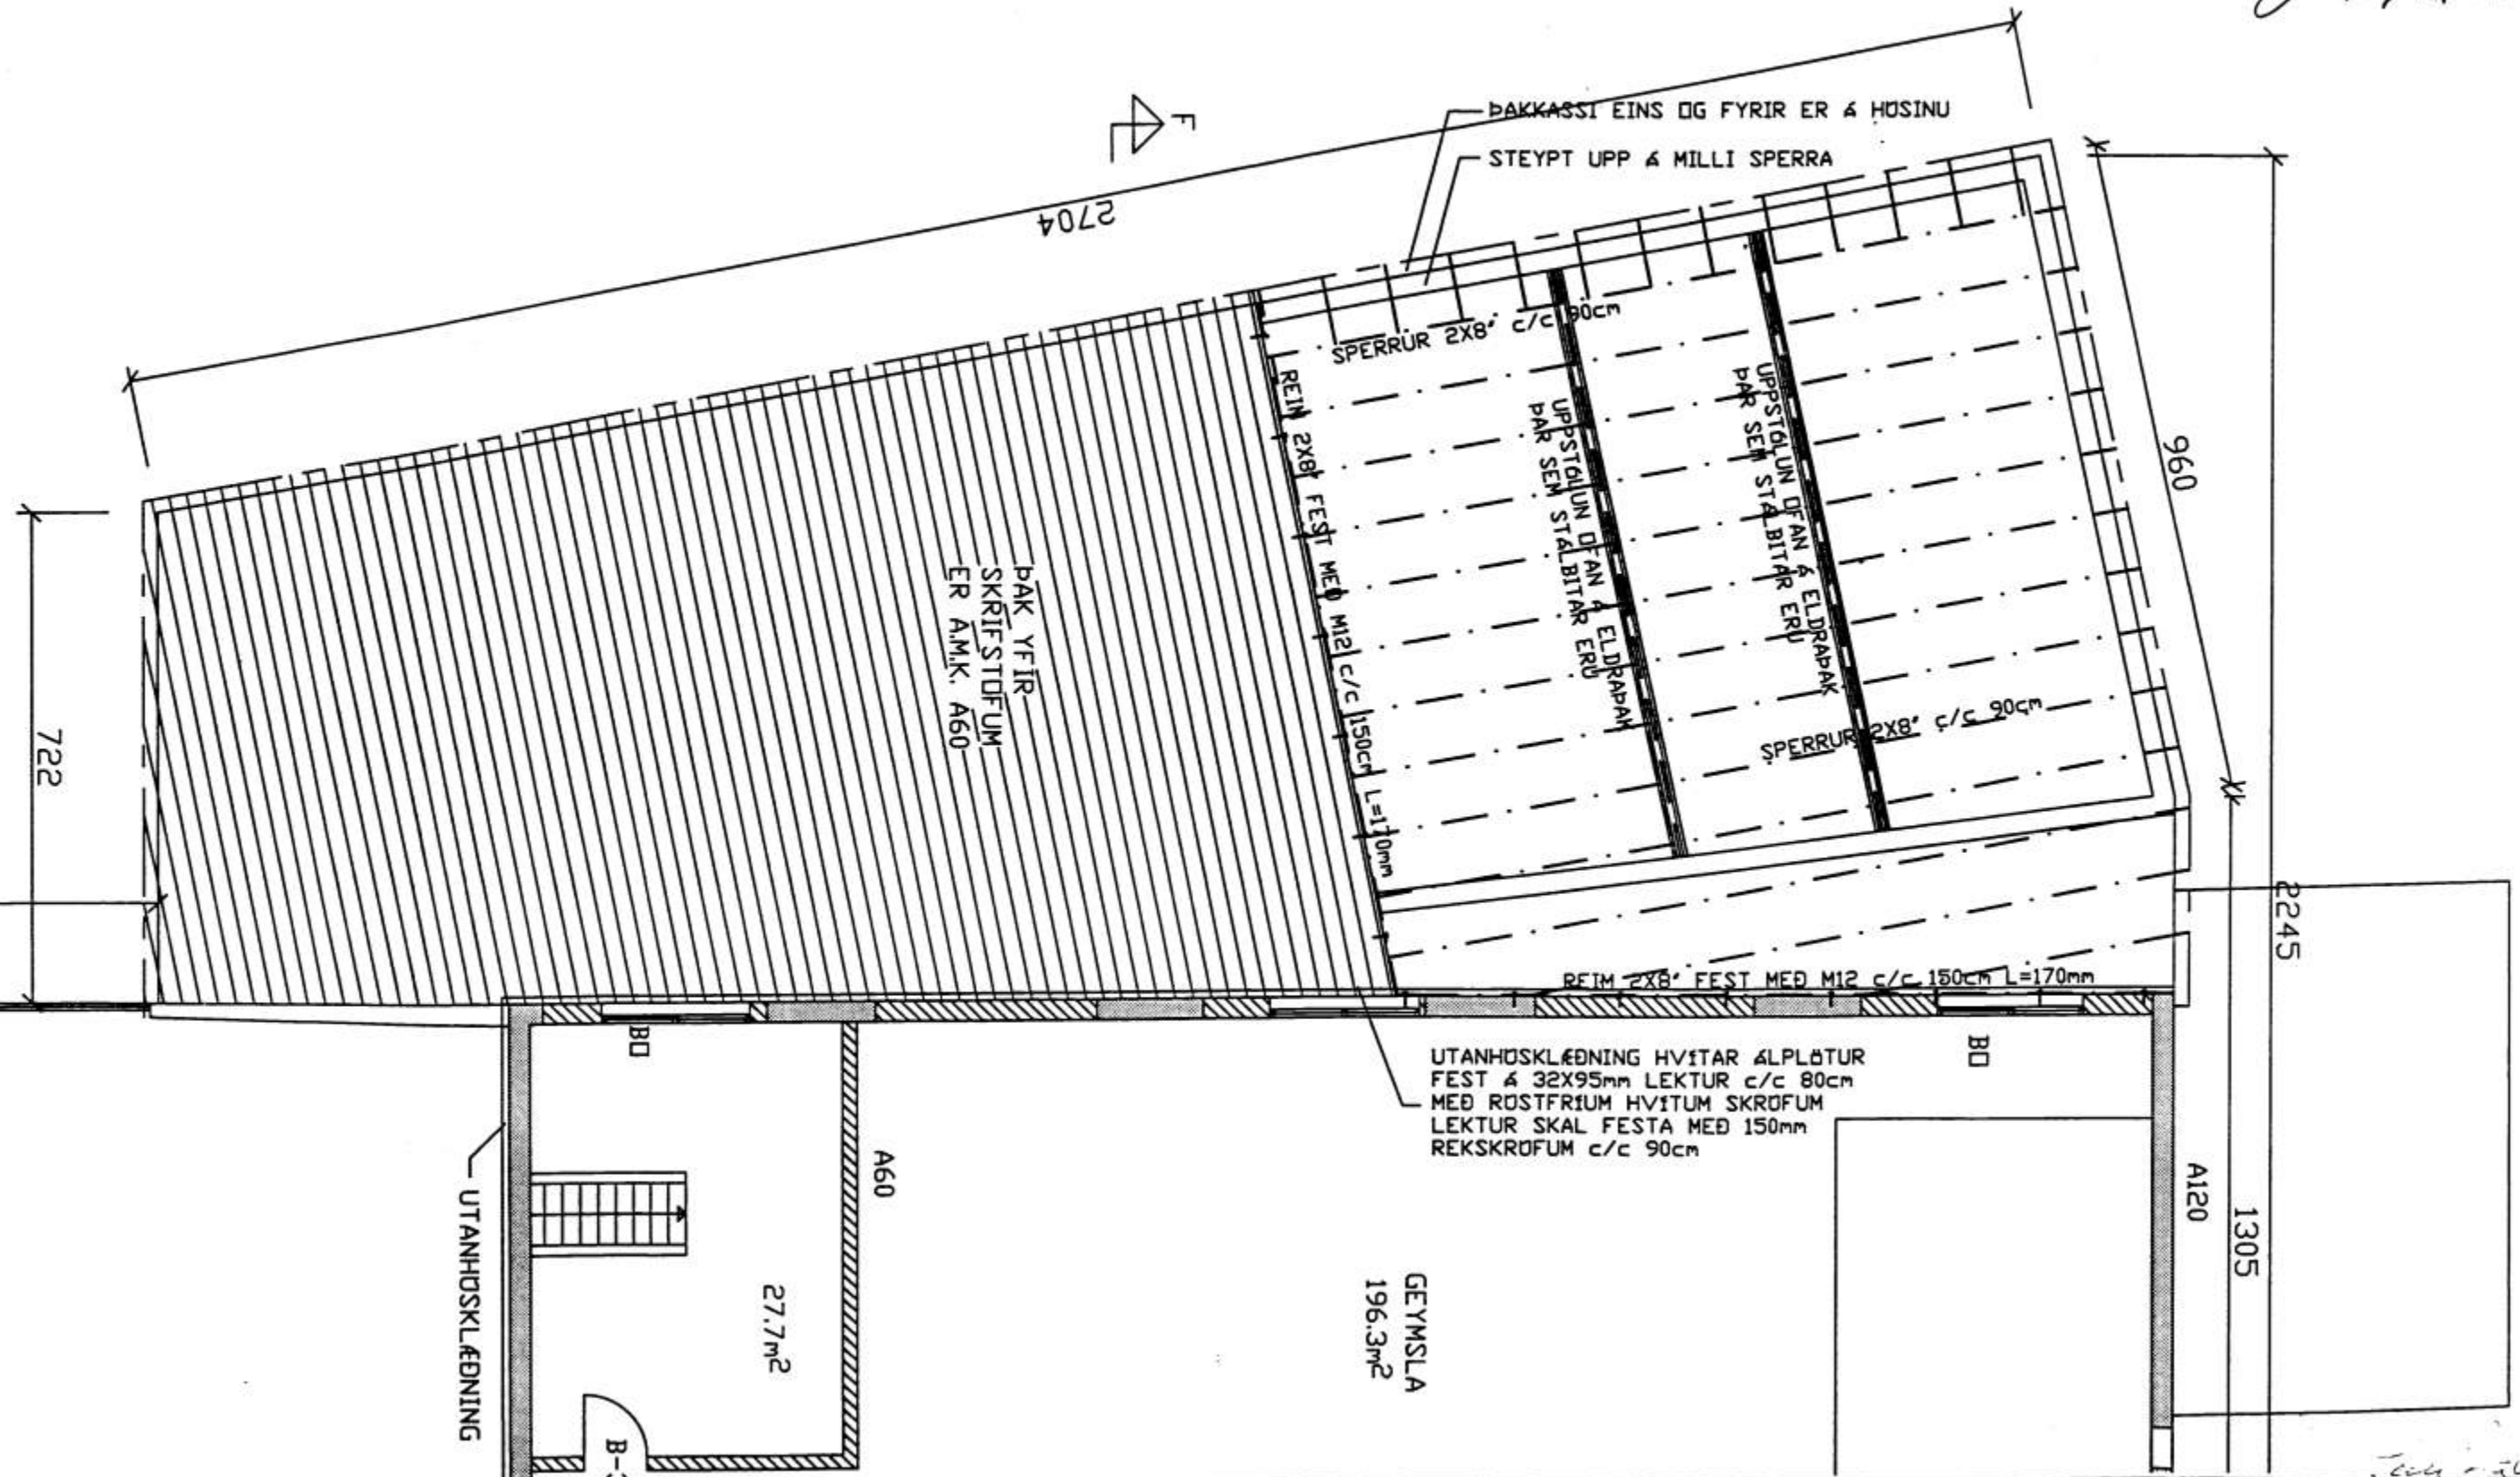 F
2704
ÞAKKASSI EINS OG FYRIR ER Á HÚSINU
STEYPT UPP Á MILLI SPERRA
SPERRUR 2X8" c/c 90cm
REIM 2X8" FEST MEÐ M12 c/c 150cm L=170mm
UPPSTÓLUN OFAN Á ELDRAÞAK
ÞAR SEM STÁLBITAR ERU
UPPSTÓLUN OFAN Á ELDRAÞAK
ÞAR SEM STÁLBITAR ERU
SPERRUR 2X8" c/c 90cm
960
722
ÞAK YFIR
SKRIFSTOFUM
ER A.M.K. A60
2245
REIM 2X8" FEST MEÐ M12 c/c 150cm L=170mm
BO
BO
UTANHÚSKLÆÐNING HVÍTAR ÁLPLÖTUR
FEST Á 32X95mm LEKTUR c/c 80cm
MEÐ RÚSTFRÍUM HVÍTUM SKRÚFUM
LEKTUR SKAL FESTA MEÐ 150mm
REKSKRÚFUM c/c 90cm
A60
A120
1305
UTANHÚSKLÆÐNING
27.7m2
GEYMSLA
196.3m2